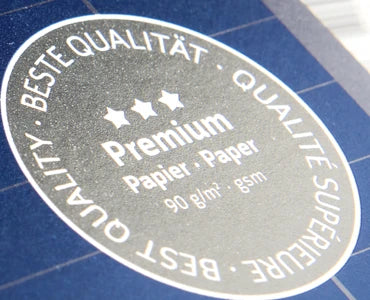 BESTE QUALITÄT · QUALITÉ SUPÉRIEURE · BEST QUALITY ·
Premium
Papier · Paper
90 g/m² · gsm